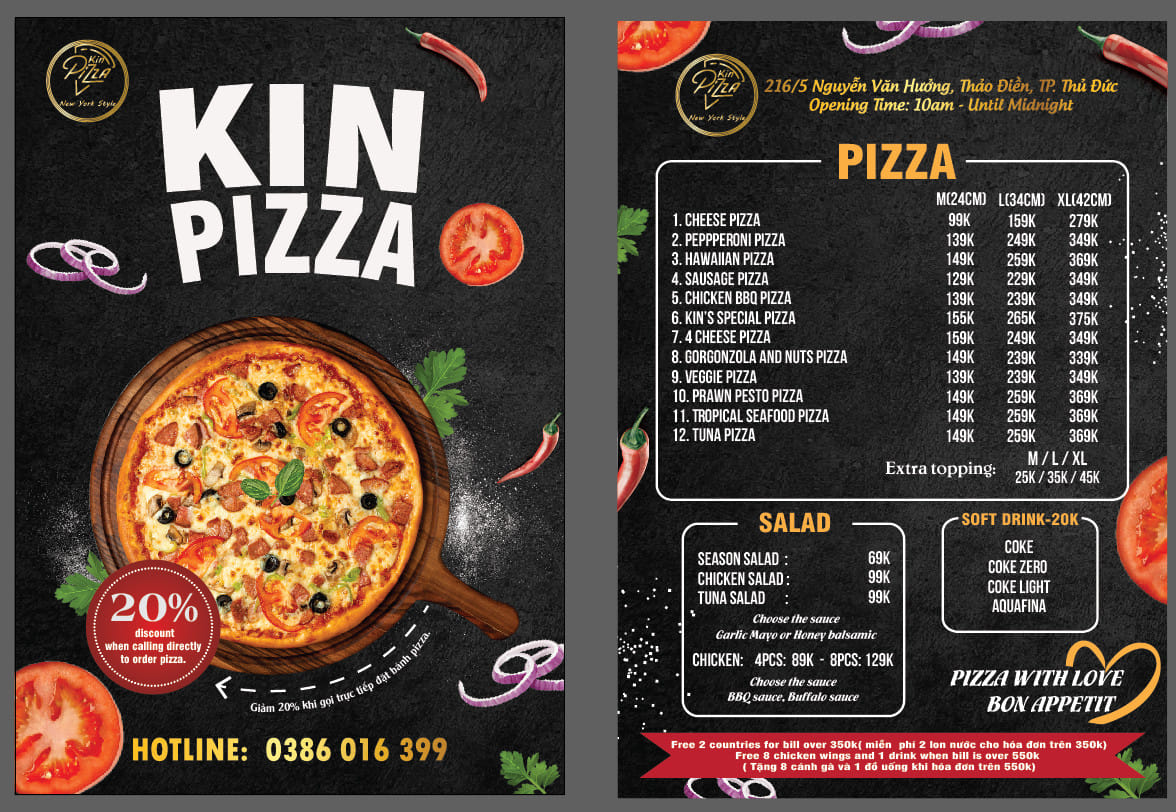 Kin
PIZZA
New York Style
KIN
PIZZA
20%
discount
when calling directly
to order pizza.
Giảm 20% khi gọi trực tiếp đặt bánh pizza.
HOTLINE: 0386 016 399
Kin
PIZZA
New York Style
216/5 Nguyễn Văn Hưởng, Thảo Điền, TP. Thủ Đức
Opening Time: 10am - Until Midnight
PIZZA
M(24CM) L(34CM) XL(42CM)
1. CHEESE PIZZA 99K 159K 279K
2. PEPPPERONI PIZZA 139K 249K 349K
3. HAWAIIAN PIZZA 149K 259K 369K
4. SAUSAGE PIZZA 129K 229K 349K
5. CHICKEN BBQ PIZZA 139K 239K 349K
6. KIN'S SPECIAL PIZZA 155K 265K 375K
7. 4 CHEESE PIZZA 159K 249K 349K
8. GORGONZOLA AND NUTS PIZZA 149K 239K 339K
9. VEGGIE PIZZA 139K 239K 349K
10. PRAWN PESTO PIZZA 149K 259K 369K
11. TROPICAL SEAFOOD PIZZA 149K 259K 369K
12. TUNA PIZZA 149K 259K 369K
Extra topping: M / L / XL
25K / 35K / 45K
SALAD
SEASON SALAD : 69K
CHICKEN SALAD : 99K
TUNA SALAD : 99K
Choose the sauce
Garlic Mayo or Honey balsamic
CHICKEN: 4PCS: 89K - 8PCS: 129K
Choose the sauce
BBQ sauce, Buffalo sauce
SOFT DRINK-20K
COKE
COKE ZERO
COKE LIGHT
AQUAFINA
PIZZA WITH LOVE
BON APPETIT
Free 2 countries for bill over 350k( miễn phí 2 lon nước cho hóa đơn trên 350k)
Free 8 chicken wings and 1 drink when bill is over 550k
( Tặng 8 cánh gà và 1 đồ uống khi hóa đơn trên 550k)